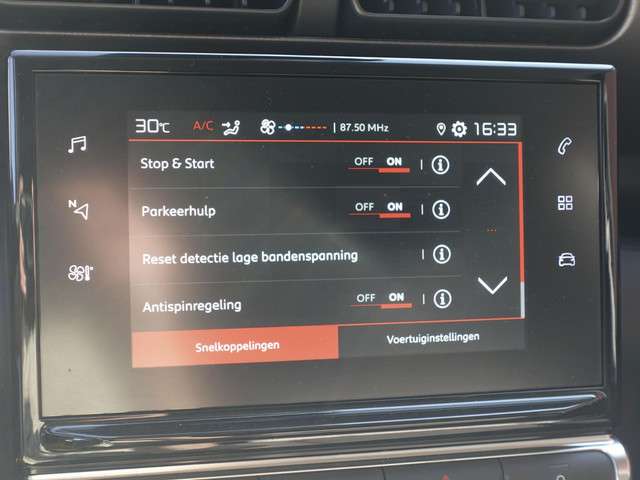 30°C A/C | 87.50 MHz 16:33
Stop & Start OFF ON | i
Parkeerhulp OFF ON | i
N
Reset detectie lage bandenspanning | i
Antispinregeling OFF ON | i
Snelkoppelingen Voertuiginstellingen